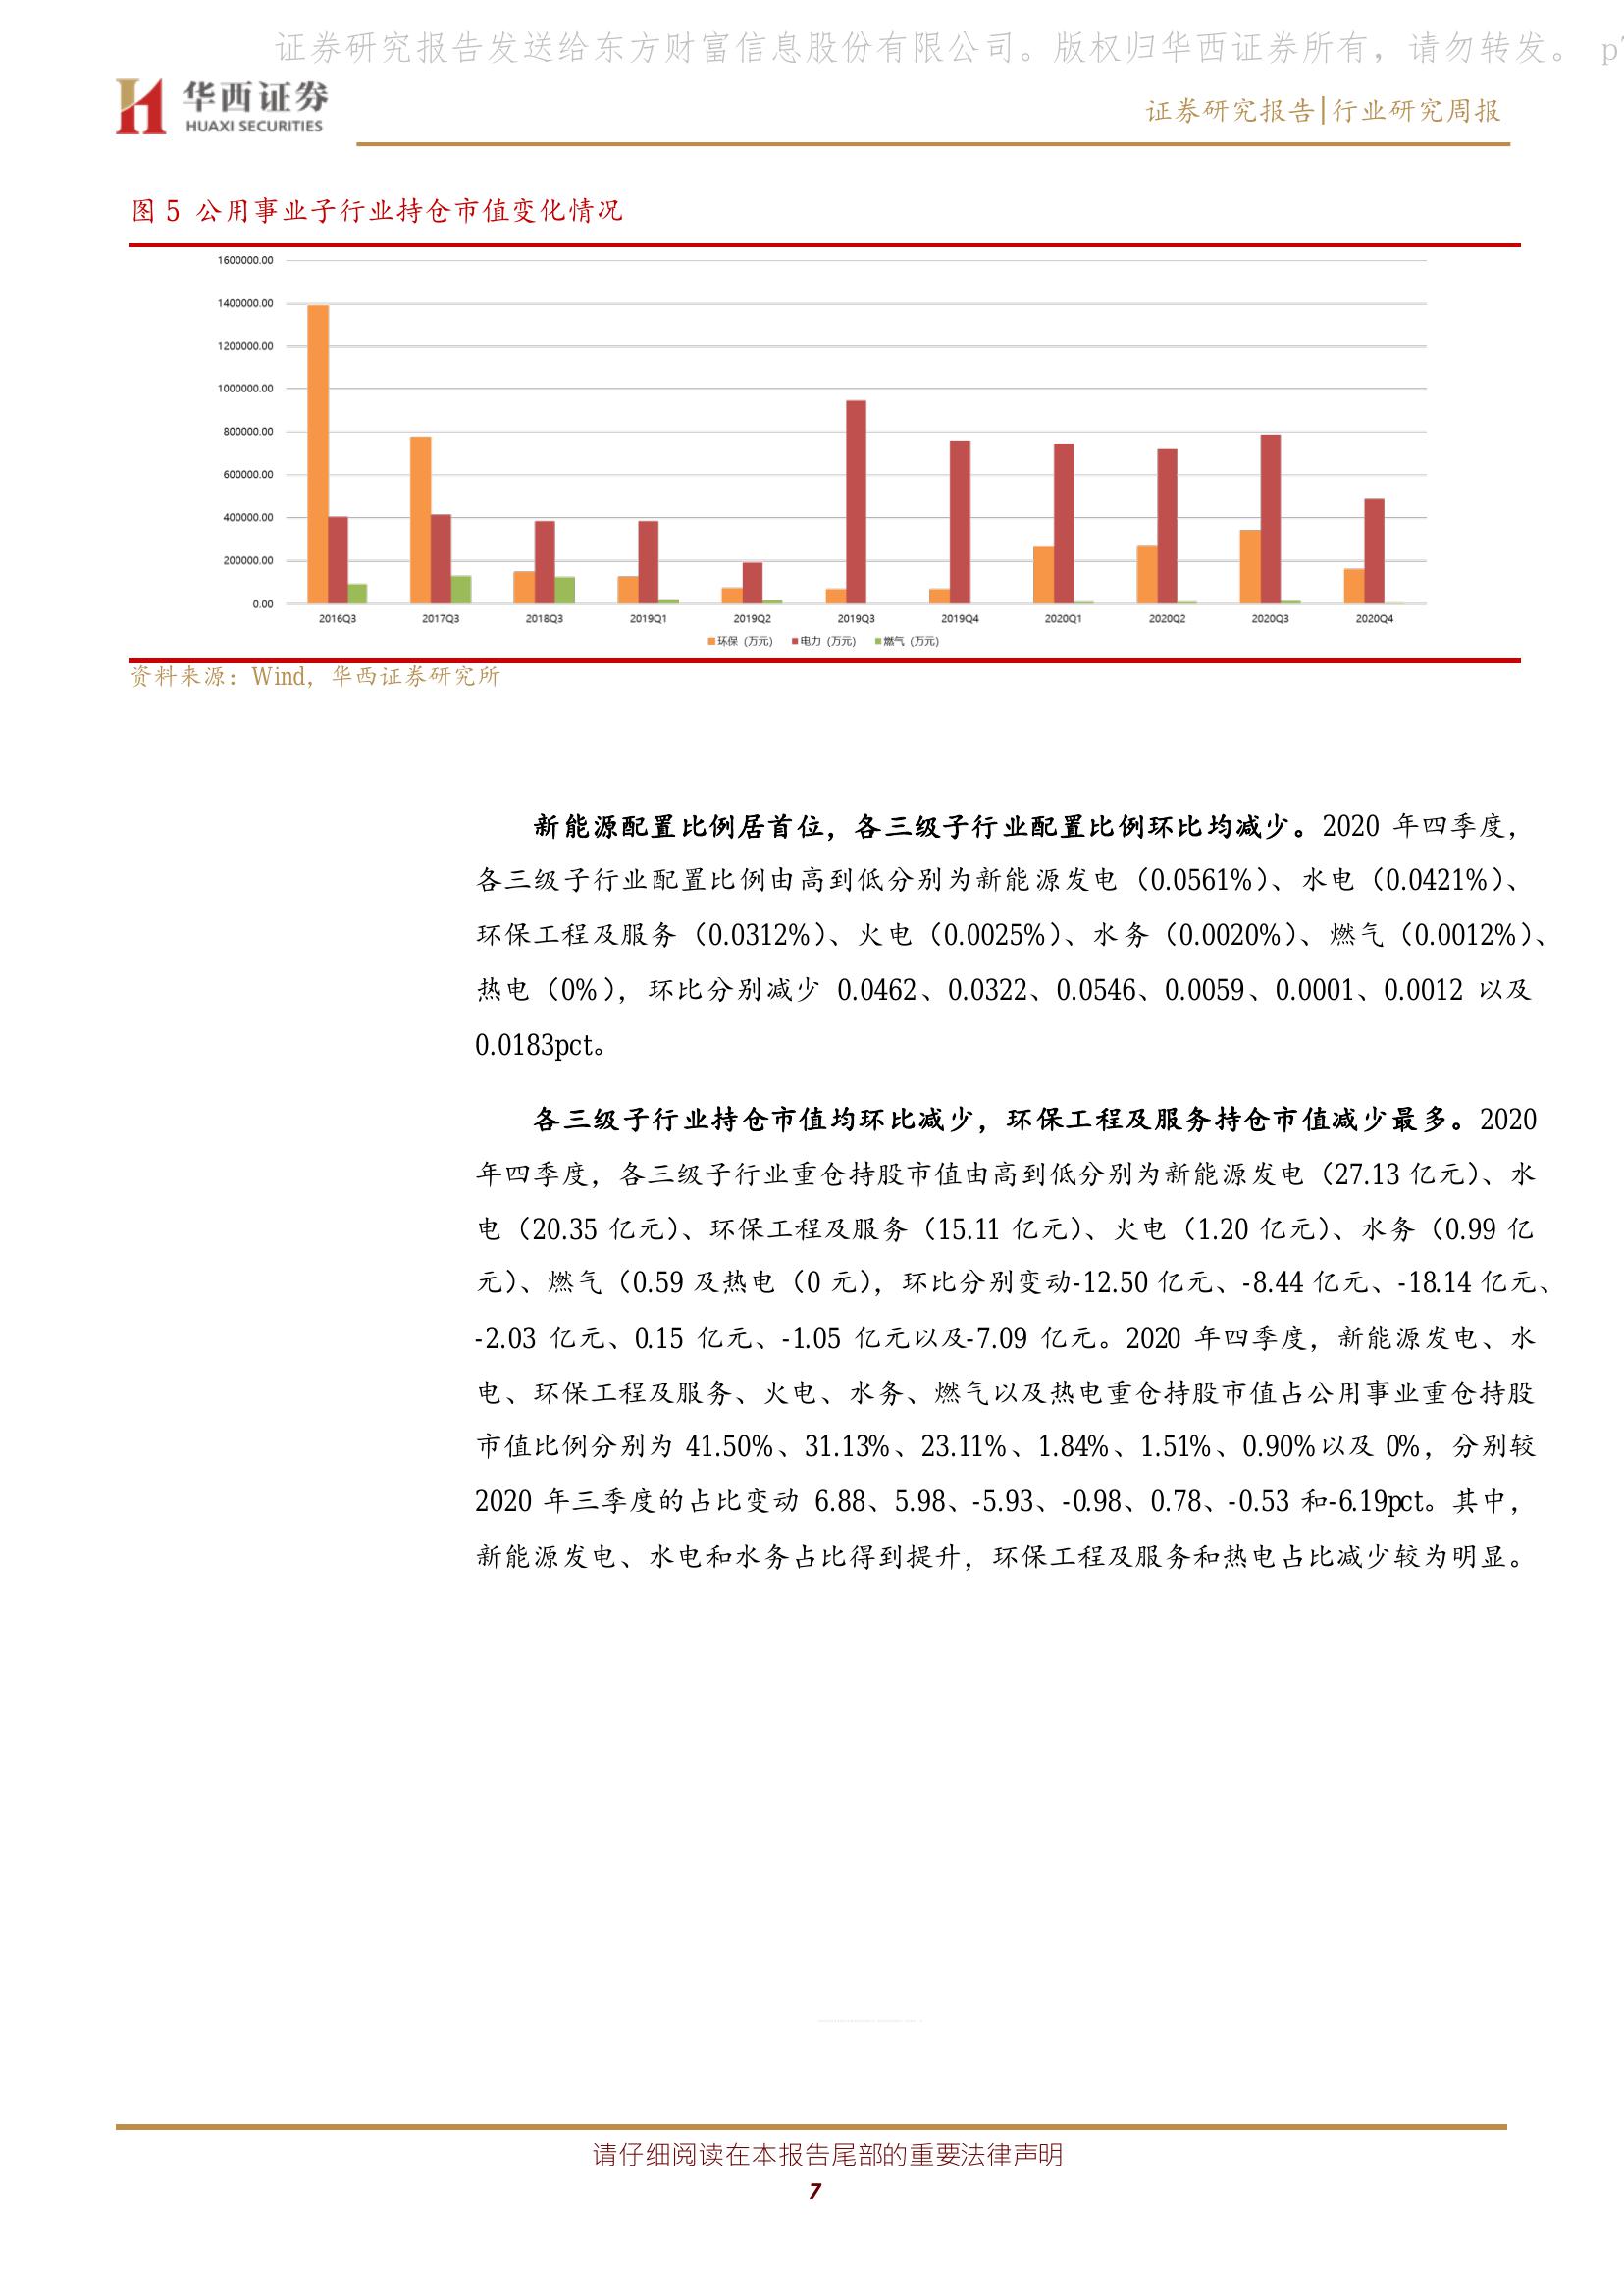 证券研究报告发送给东方财富信息股份有限公司。版权归华西证券所有，请勿转发。 p
华西证券
HUAXI SECURITIES
证券研究报告|行业研究周报
图 5 公用事业子行业持仓市值变化情况
1600000.00
1400000.00
1200000.00
1000000.00
800000.00
600000.00
400000.00
200000.00
0.00
2016Q3 2017Q3 2018Q3 2019Q1 2019Q2 2019Q3 2019Q4 2020Q1 2020Q2 2020Q3 2020Q4
环保（万元） 电力（万元） 燃气（万元）
资料来源：Wind，华西证券研究所
新能源配置比例居首位，各三级子行业配置比例环比均减少。2020 年四季度，
各三级子行业配置比例由高到低分别为新能源发电（0.0561%）、水电（0.0421%）、
环保工程及服务（0.0312%）、火电（0.0025%）、水务（0.0020%）、燃气（0.0012%）、
热电（0%），环比分别减少 0.0462、0.0322、0.0546、0.0059、0.0001、0.0012 以及
0.0183pct。
各三级子行业持仓市值均环比减少，环保工程及服务持仓市值减少最多。2020
年四季度，各三级子行业重仓持股市值由高到低分别为新能源发电（27.13 亿元）、水
电（20.35 亿元）、环保工程及服务（15.11 亿元）、火电（1.20 亿元）、水务（0.99 亿
元）、燃气（0.59 及热电（0 元），环比分别变动-12.50 亿元、-8.44 亿元、-18.14 亿元、
-2.03 亿元、0.15 亿元、-1.05 亿元以及-7.09 亿元。2020 年四季度，新能源发电、水
电、环保工程及服务、火电、水务、燃气以及热电重仓持股市值占公用事业重仓持股
市值比例分别为 41.50%、31.13%、23.11%、1.84%、1.51%、0.90%以及 0%，分别较
2020 年三季度的占比变动 6.88、5.98、-5.93、-0.98、0.78、-0.53 和-6.19pct。其中，
新能源发电、水电和水务占比得到提升，环保工程及服务和热电占比减少较为明显。
请仔细阅读在本报告尾部的重要法律声明
7